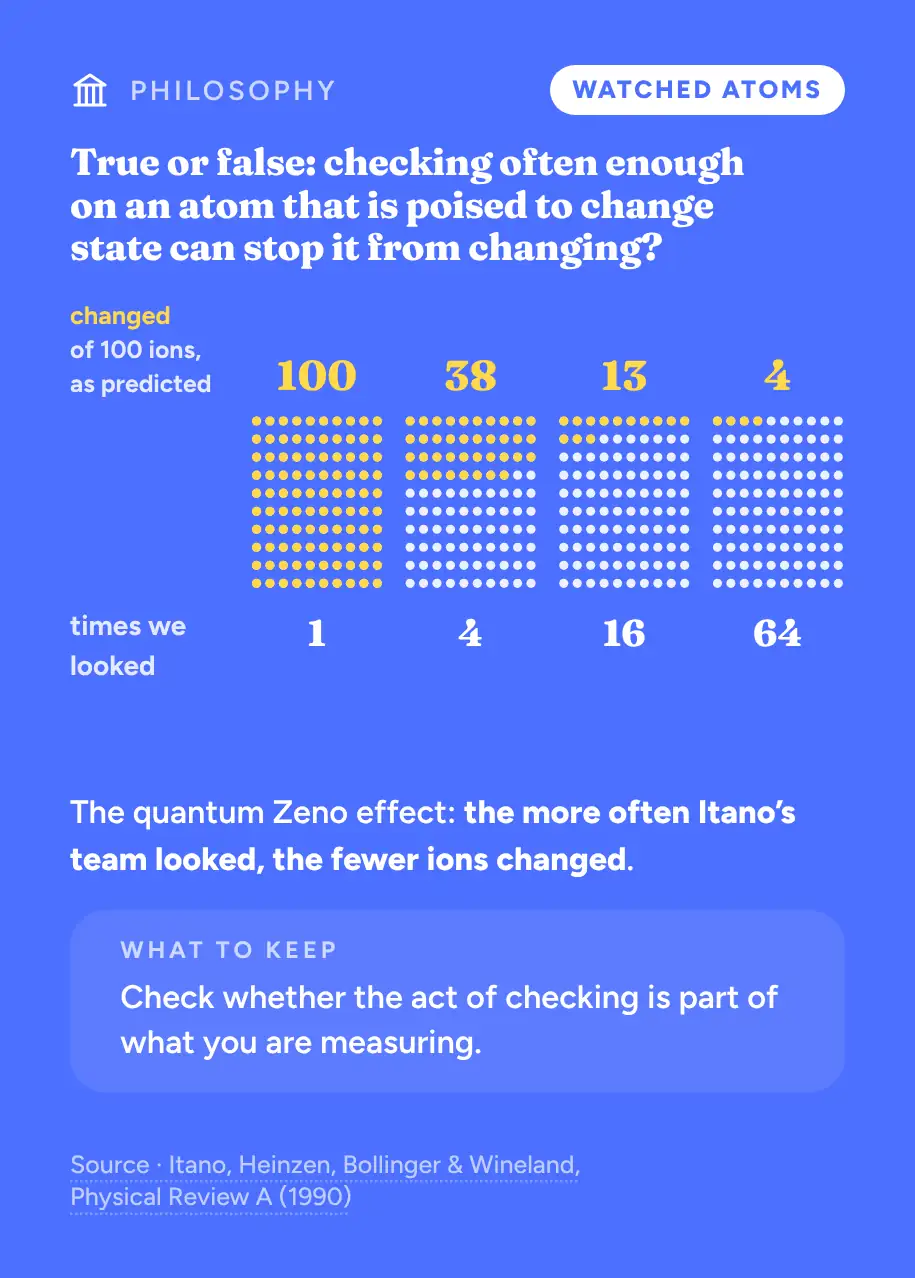 PHILOSOPHY
WATCHED ATOMS
True or false: checking often enough
on an atom that is poised to change
state can stop it from changing?
changed
of 100 ions,
as predicted
100
38
13
4
times we
looked
1
4
16
64
The quantum Zeno effect: the more often Itano’s
team looked, the fewer ions changed.
WHAT TO KEEP
Check whether the act of checking is part of
what you are measuring.
Source · Itano, Heinzen, Bollinger & Wineland,
Physical Review A (1990)